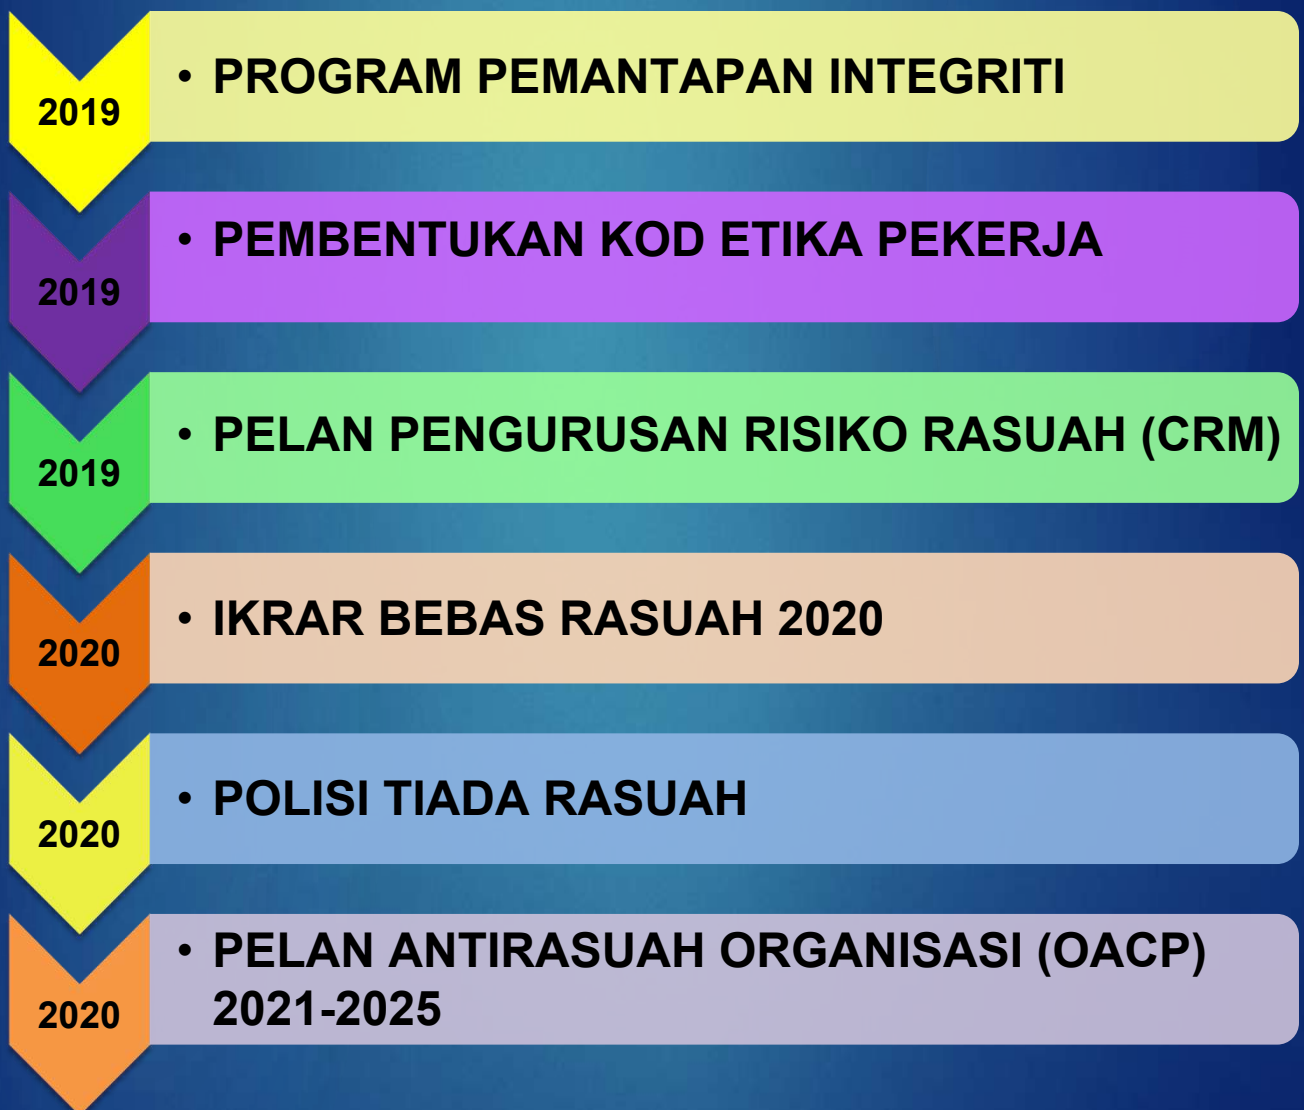 2019
• PROGRAM PEMANTAPAN INTEGRITI
2019
• PEMBENTUKAN KOD ETIKA PEKERJA
2019
• PELAN PENGURUSAN RISIKO RASUAH (CRM)
2020
• IKRAR BEBAS RASUAH 2020
2020
• POLISI TIADA RASUAH
2020
• PELAN ANTIRASUAH ORGANISASI (OACP)
2021-2025